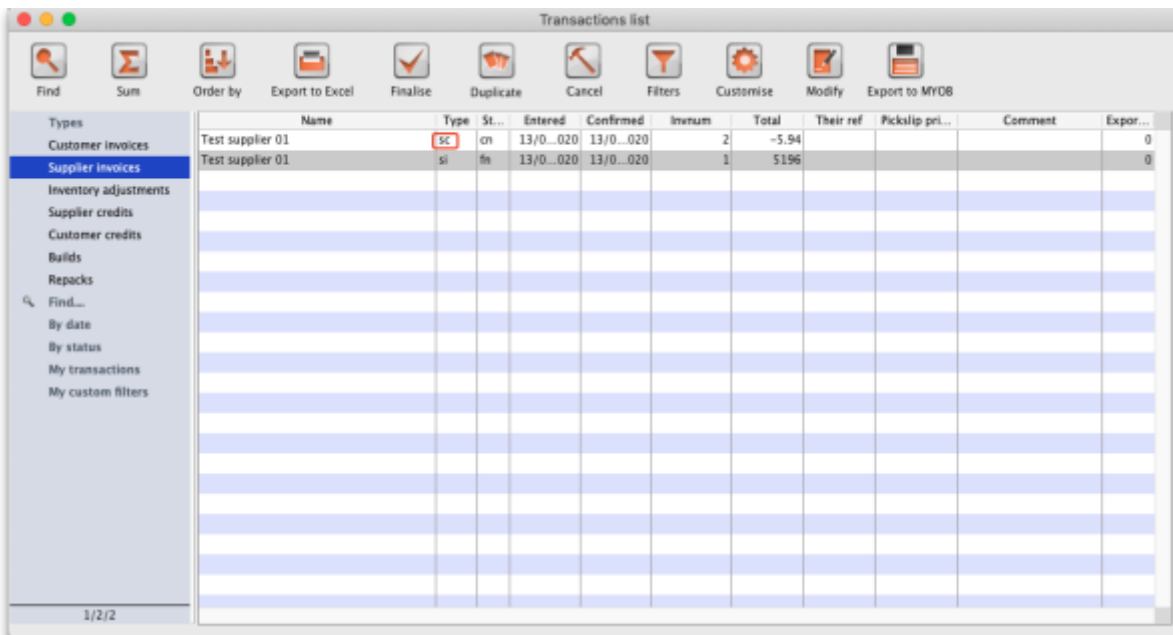 Transactions list
Find Sum Order by Export to Excel Finalise Duplicate Cancel Filters Customise Modify Export to MYOB
Types
Customer invoices
Supplier invoices
Inventory adjustments
Supplier credits
Customer credits
Builds
Repacks
Find...
By date
By status
My transactions
My custom filters
1/2/2
Name Type St... Entered Confirmed Invnum Total Their ref Pickslip pri... Comment Expor...
Test supplier 01 sc cn 13/0...020 13/0...020 2 -5.94 0
Test supplier 01 si fn 13/0...020 13/0...020 1 5196 0